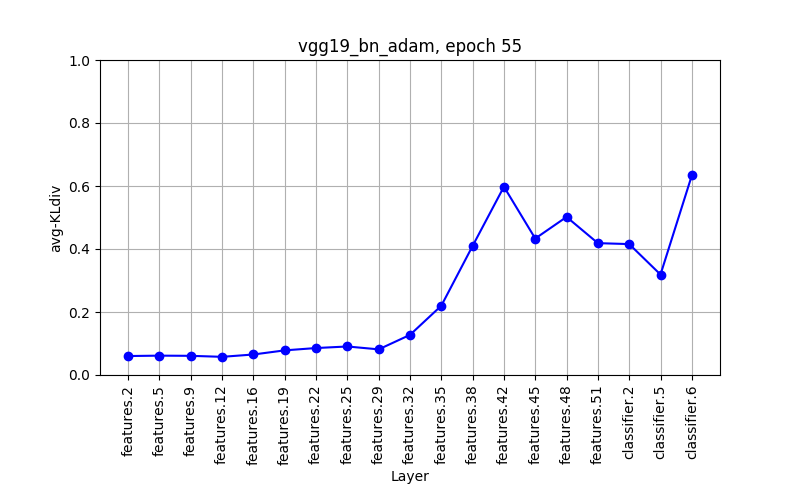 vgg19_bn_adam, epoch 55
1.0
0.8
0.6
0.4
0.2
0.0
avg-KLdiv
features.2
features.5
features.9
features.12
features.16
features.19
features.22
features.25
features.29
features.32
features.35
features.38
features.42
features.45
features.48
features.51
classifier.2
classifier.5
classifier.6
Layer